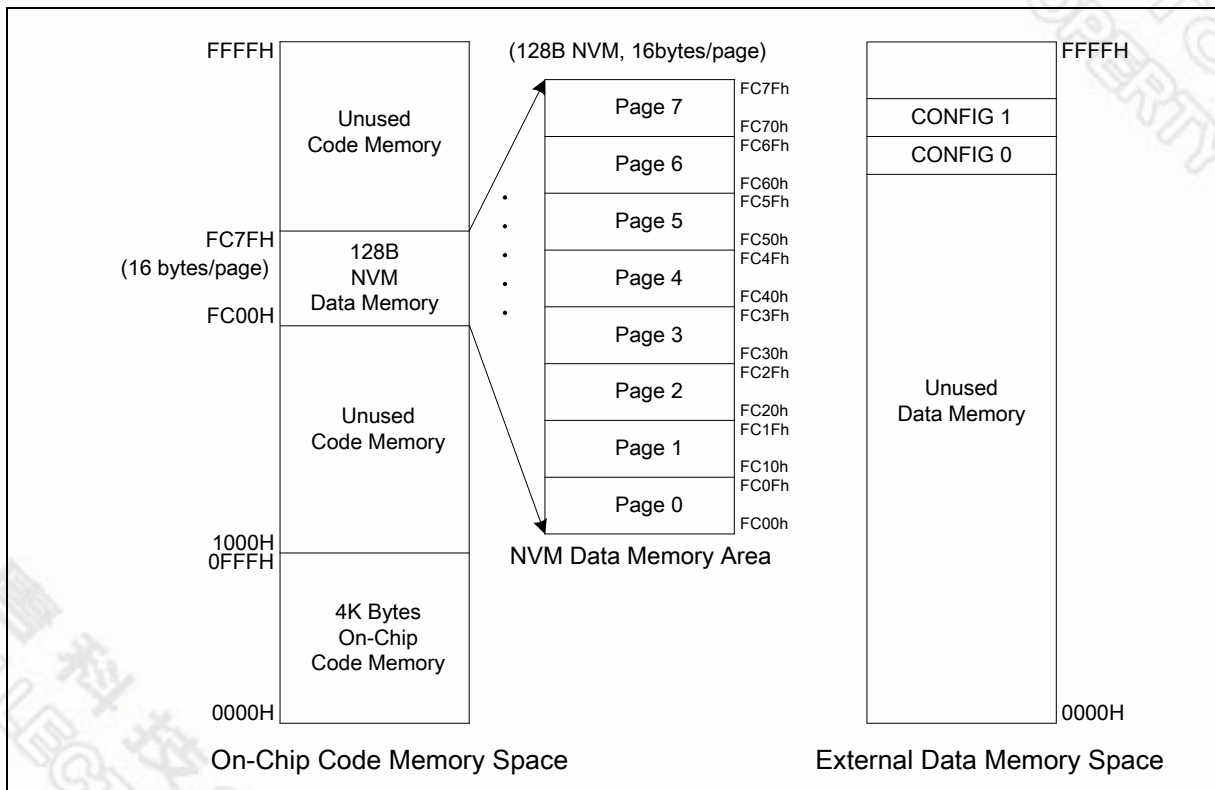 FFFFH
Unused
Code Memory
FC7FH
(16 bytes/page)
128B
NVM
Data Memory
FC00H
Unused
Code Memory
1000H
0FFFH
4K Bytes
On-Chip
Code Memory
0000H
On-Chip Code Memory Space
(128B NVM, 16bytes/page)
Page 7
FC7Fh
FC70h
Page 6
FC6Fh
FC60h
Page 5
FC5Fh
FC50h
Page 4
FC4Fh
FC40h
Page 3
FC3Fh
FC30h
Page 2
FC2Fh
FC20h
Page 1
FC1Fh
FC10h
Page 0
FC0Fh
FC00h
NVM Data Memory Area
FFFFH
CONFIG 1
CONFIG 0
Unused
Data Memory
0000H
External Data Memory Space